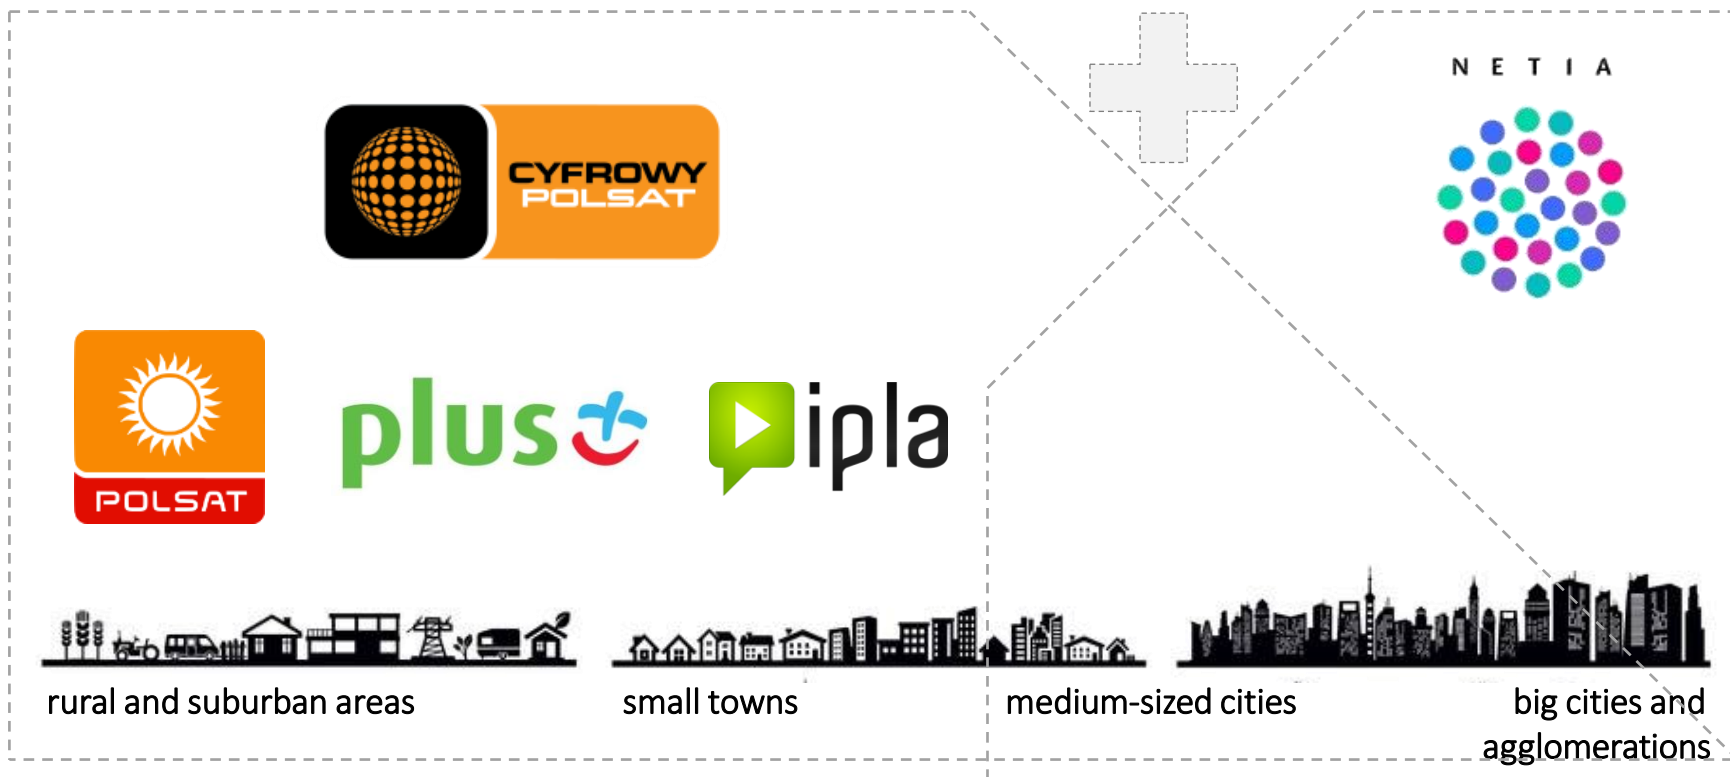 NETIA
CYFROWY
POLSAT
POLSAT
plus
ipla
rural and suburban areas
small towns
medium-sized cities
big cities and
agglomerations